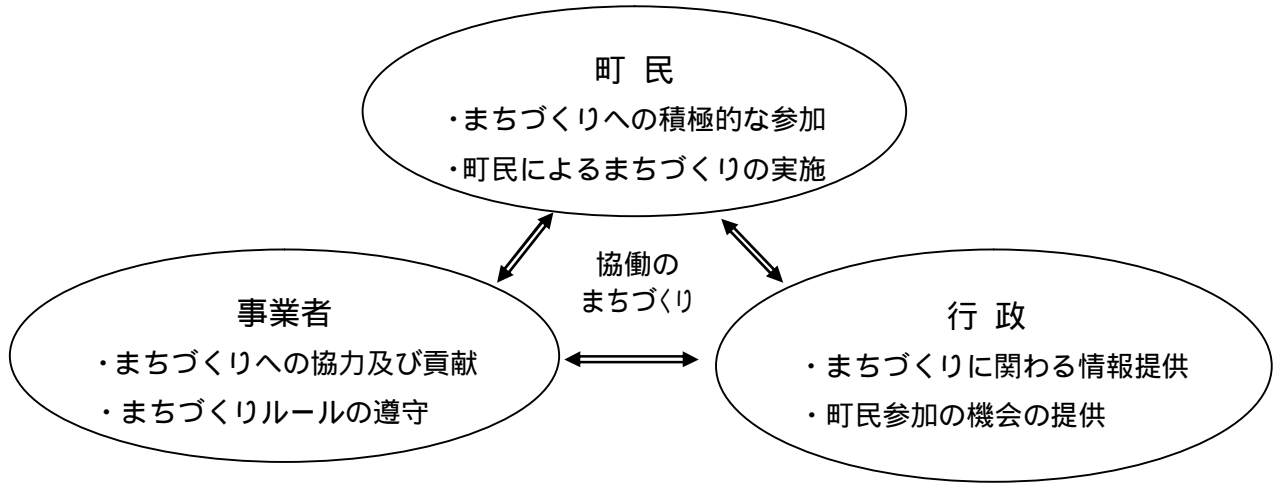 町 民
・まちづくりへの積極的な参加
・町民によるまちづくりの実施
協働の
まちづくり
事業者
・まちづくりへの協力及び貢献
・まちづくりルールの遵守
行 政
・まちづくりに関わる情報提供
・町民参加の機会の提供